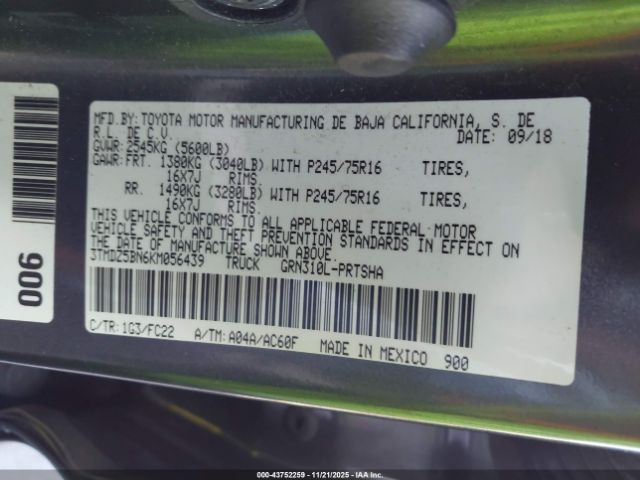 MFD.BY:TOYOTA MOTOR MANUFACTURING DE BAJA CALIFORNIA, S. DE
R.L. DE C.V. DATE: 09/18
GVWR:2545KG (5600LB)
GAWR:FRT. 1380KG (3040LB) WITH P245/75R16 TIRES,
16X7J RIMS.
RR. 1490KG (3280LB) WITH P245/75R16 TIRES,
16X7J RIMS.
THIS VEHICLE CONFORMS TO ALL APPLICABLE FEDERAL MOTOR
VEHICLE SAFETY AND THEFT PREVENTION STANDARDS IN EFFECT ON
THE DATE OF MANUFACTURE SHOWN ABOVE.
3TMDZ5BN6KM056439 TRUCK GRN310L-PRTSHA
C/TR:1G3/FC22 A/TM:A04A/AC60F MADE IN MEXICO 900
900
000-43752259 - 11/21/2025 - IAAI.COM